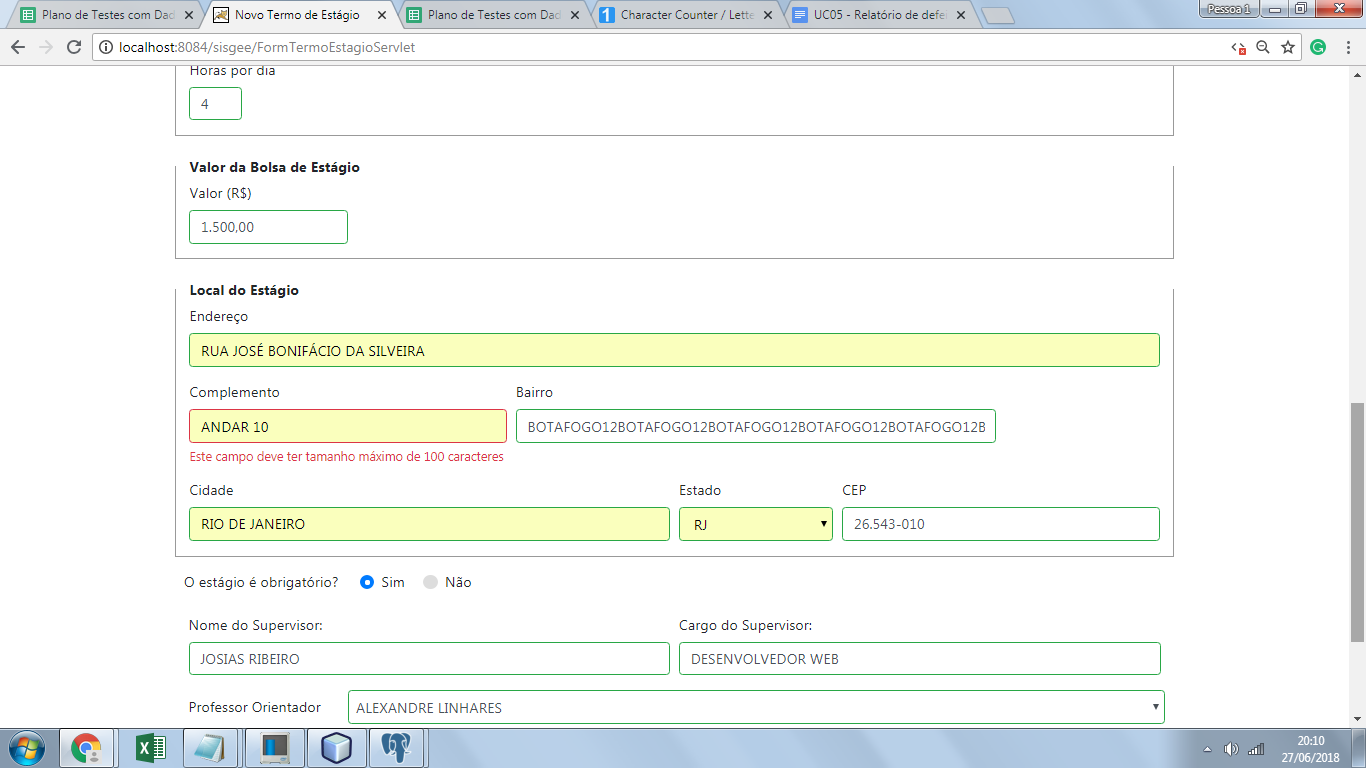 Plano de Testes com Dad
Novo Termo de Estágio
Plano de Testes com Dad
Character Counter / Lette
UC05 - Relatório de defei
Pessoa 1
localhost:8084/sisgee/FormTermoEstagioServlet
Horas por dia
4
Valor da Bolsa de Estágio
Valor (R$)
1.500,00
Local do Estágio
Endereço
RUA JOSÉ BONIFÁCIO DA SILVEIRA
Complemento Bairro
ANDAR 10 BOTAFOGO12BOTAFOGO12BOTAFOGO12BOTAFOGO12BOTAFOGO12B
Este campo deve ter tamanho máximo de 100 caracteres
Cidade Estado CEP
RIO DE JANEIRO RJ 26.543-010
O estágio é obrigatório? Sim Não
Nome do Supervisor: Cargo do Supervisor:
JOSIAS RIBEIRO DESENVOLVEDOR WEB
Professor Orientador ALEXANDRE LINHARES
20:10
27/06/2018